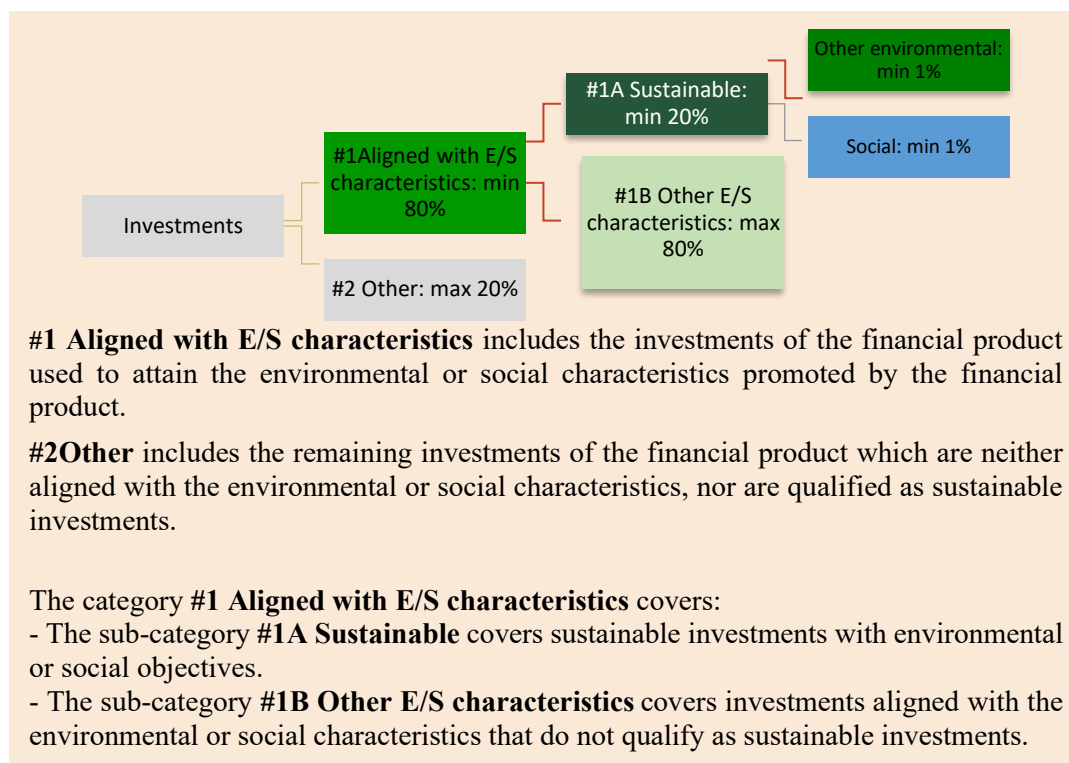 Other environmental:
min 1%
#1A Sustainable:
min 20%
Social: min 1%
#1Aligned with E/S
characteristics: min
80%
#1B Other E/S
characteristics: max
80%
Investments
#2 Other: max 20%
#1 Aligned with E/S characteristics includes the investments of the financial product
used to attain the environmental or social characteristics promoted by the financial
product.
#2Other includes the remaining investments of the financial product which are neither
aligned with the environmental or social characteristics, nor are qualified as sustainable
investments.
The category #1 Aligned with E/S characteristics covers:
- The sub-category #1A Sustainable covers sustainable investments with environmental
or social objectives.
- The sub-category #1B Other E/S characteristics covers investments aligned with the
environmental or social characteristics that do not qualify as sustainable investments.